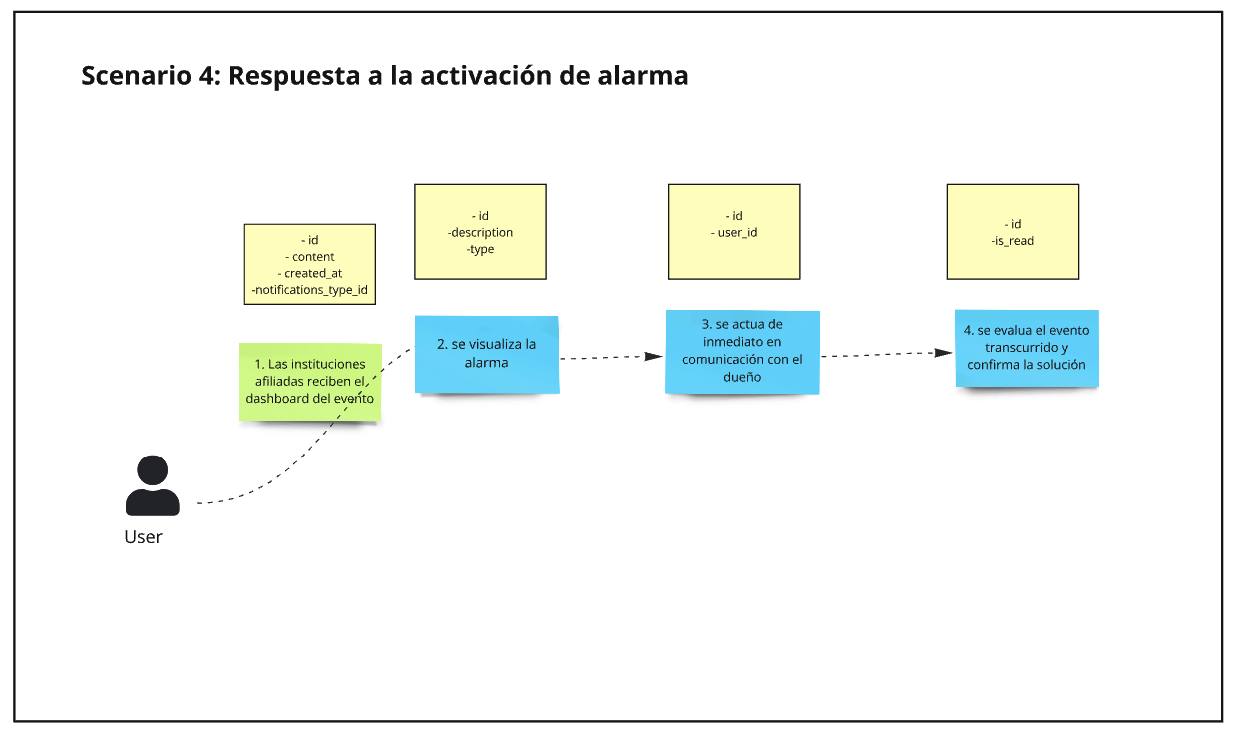 Scenario 4: Respuesta a la activación de alarma
- id
- content
- created_at
-notifications_type_id
- id
-description
-type
- id
- user_id
- id
-is_read
1. Las instituciones
afiliadas reciben el
dashboard del evento
2. se visualiza la
alarma
3. se actua de
inmediato en
comunicación con el
dueño
4. se evalua el evento
transcurrido y
confirma la solución
User